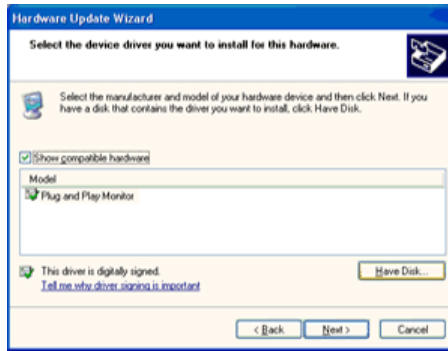 Hardware Update Wizard
Select the device driver you want to install for this hardware.
Select the manufacturer and model of your hardware device and then click Next. If you
have a disk that contains the driver you want to install, click Have Disk.
Show compatible hardware
Model
Plug and Play Monitor
This driver is digitally signed.
Have Disk...
Tell me why driver signing is important
< Back
Next >
Cancel